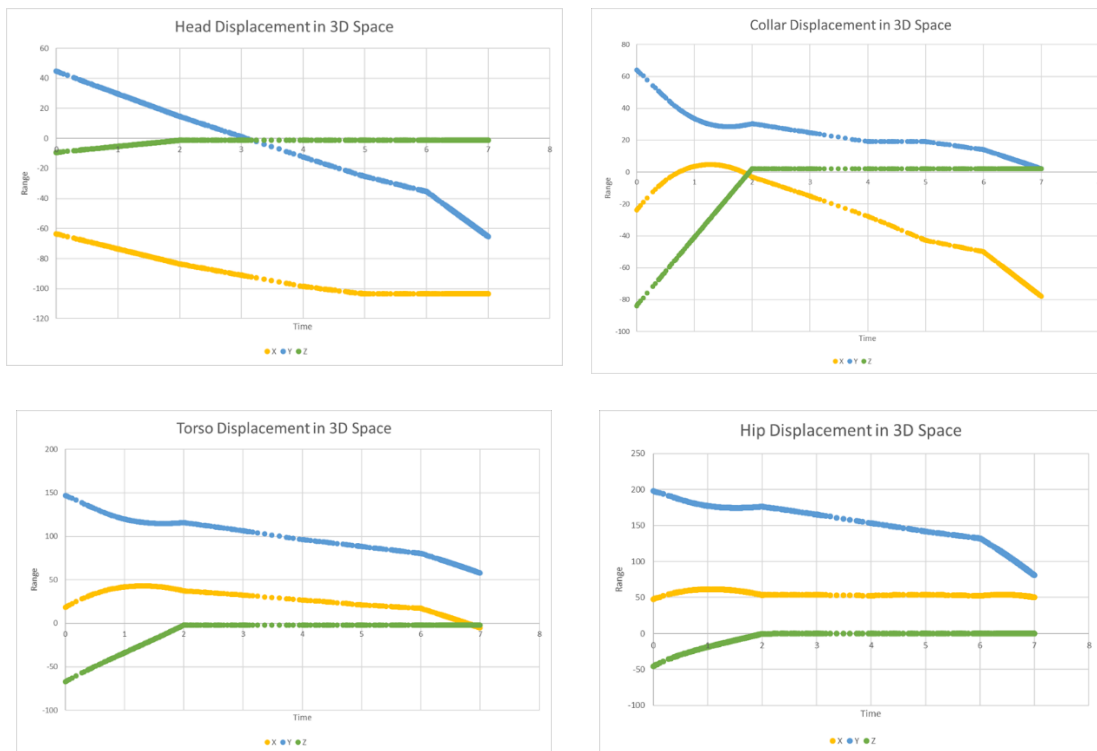 Head Displacement in 3D Space
60
40
20
0
-20
-40
-60
-80
-100
-120
0 1 2 3 4 5 6 7 8
Range
Time
X Y Z
Collar Displacement in 3D Space
80
60
40
20
0
-20
-40
-60
-80
-100
0 1 2 3 4 5 6 7 8
Range
Time
X Y Z
Torso Displacement in 3D Space
200
150
100
50
0
-50
-100
0 1 2 3 4 5 6 7 8
Range
Time
X Y Z
Hip Displacement in 3D Space
250
200
150
100
50
0
-50
-100
0 1 2 3 4 5 6 7 8
Range
Time
X Y Z